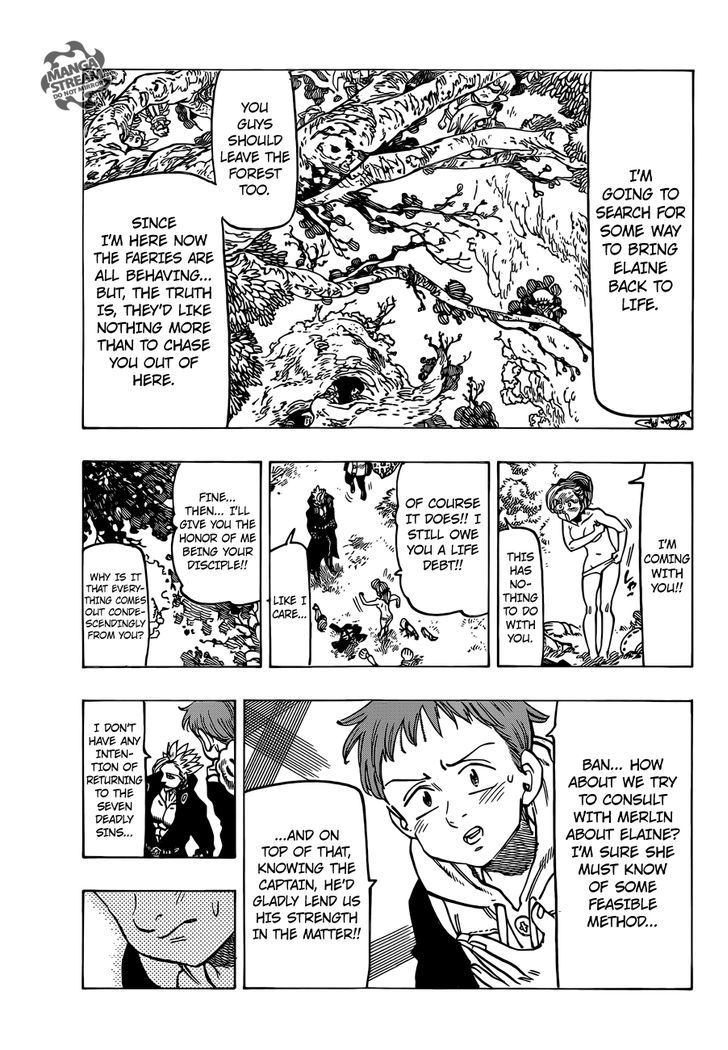 MANGA
STREAM
DO NOT MIRROR
I'M
GOING TO
SEARCH FOR
SOME WAY
TO BRING
ELAINE
BACK TO
LIFE.
YOU
GUYS
SHOULD
LEAVE THE
FOREST
TOO.
SINCE
I'M HERE NOW
THE FAERIES
ARE ALL
BEHAVING...
BUT, THE TRUTH
IS, THEY'D LIKE
NOTHING MORE
THAN TO CHASE
YOU OUT OF
HERE.
I'M
COMING
WITH
YOU!!
THIS
HAS NO-
THING
TO DO
WITH
YOU.
OF COURSE
IT DOES!! I
STILL OWE
YOU A LIFE
DEBT!!
LIKE I
CARE...
FINE...
THEN... I'LL
GIVE YOU THE
HONOR OF ME
BEING YOUR
DISCIPLE!!
WHY IS IT
THAT EVERY-
THING COMES
OUT CONDE-
SCENDINGLY
FROM YOU?
BAN... HOW
ABOUT WE TRY
TO CONSULT
WITH MERLIN
ABOUT ELAINE?
I'M SURE SHE
MUST KNOW
OF SOME
FEASIBLE
METHOD...
...AND ON
TOP OF THAT,
KNOWING THE
CAPTAIN, HE'D
GLADLY LEND US
HIS STRENGTH
IN THE MATTER!!
I DON'T
HAVE ANY
INTEN-
TION OF
RETURNING
TO THE
SEVEN
DEADLY
SINS...